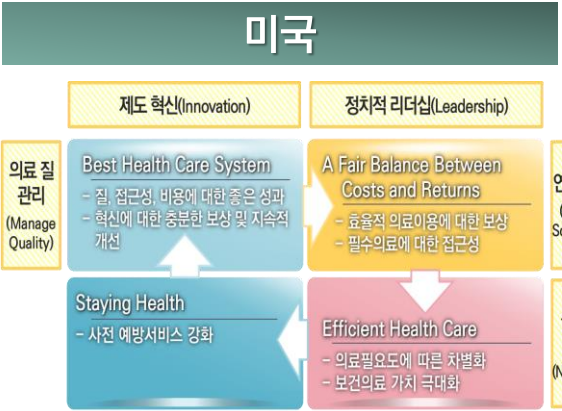 미국
제도 혁신(Innovation)
정치적 리더십(Leadership)
의료 질
관리
(Manage
Quality)
Best Health Care System
- 질, 접근성, 비용에 대한 좋은 성과
- 혁신에 대한 충분한 보상 및 지속적
개선
A Fair Balance Between
Costs and Returns
- 효율적 의료이용에 대한 보상
- 필수의료에 대한 접근성
Staying Health
- 사전 예방서비스 강화
Efficient Health Care
- 의료필요도에 따른 차별화
- 보건의료 가치 극대화